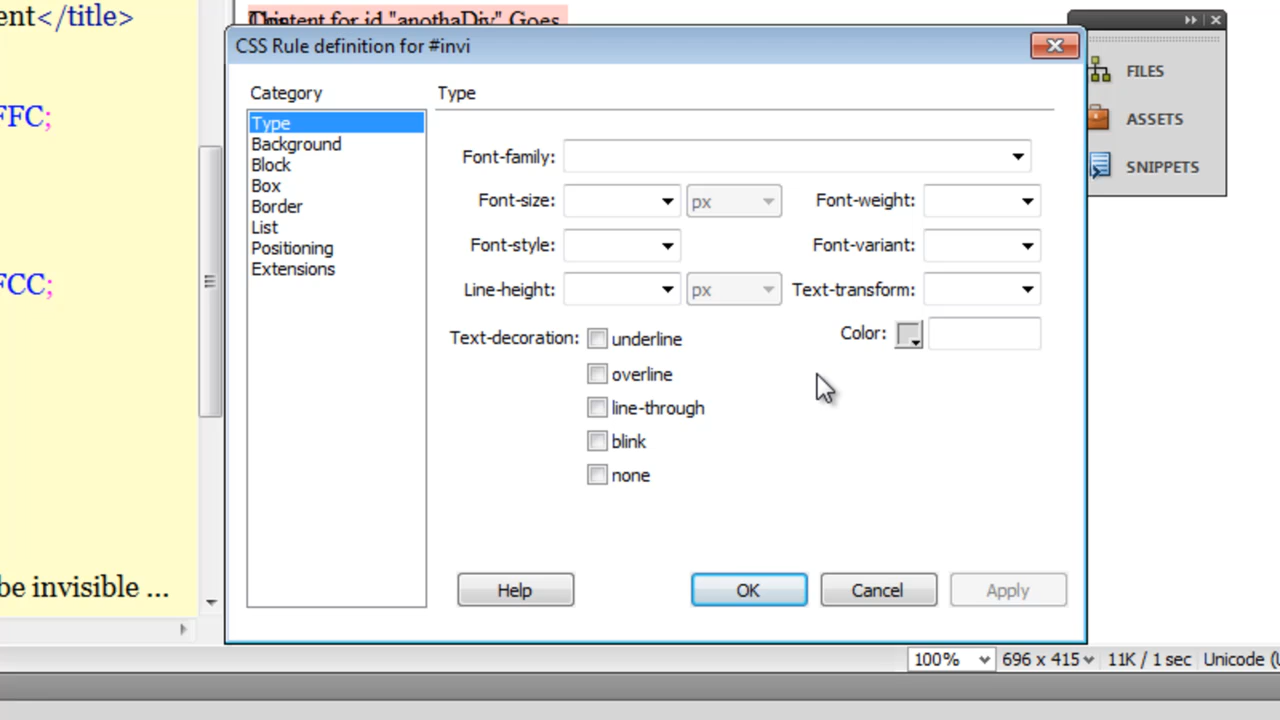 ent</title>
Content for id "anothaDiv" Goes
CSS Rule definition for #invi
Category
Type
FILES
Type
FFC;
ASSETS
Background
Font-family:
Block
SNIPPETS
Box
Font-size:
px
Font-weight:
Border
List
Font-style:
Font-variant:
Positioning
Extensions
FCC;
Line-height:
px
Text-transform:
Text-decoration:
underline
Color:
overline
line-through
blink
none
be invisible ...
Help
OK
Cancel
Apply
100%
696 x 415
11K / 1 sec
Unicode (